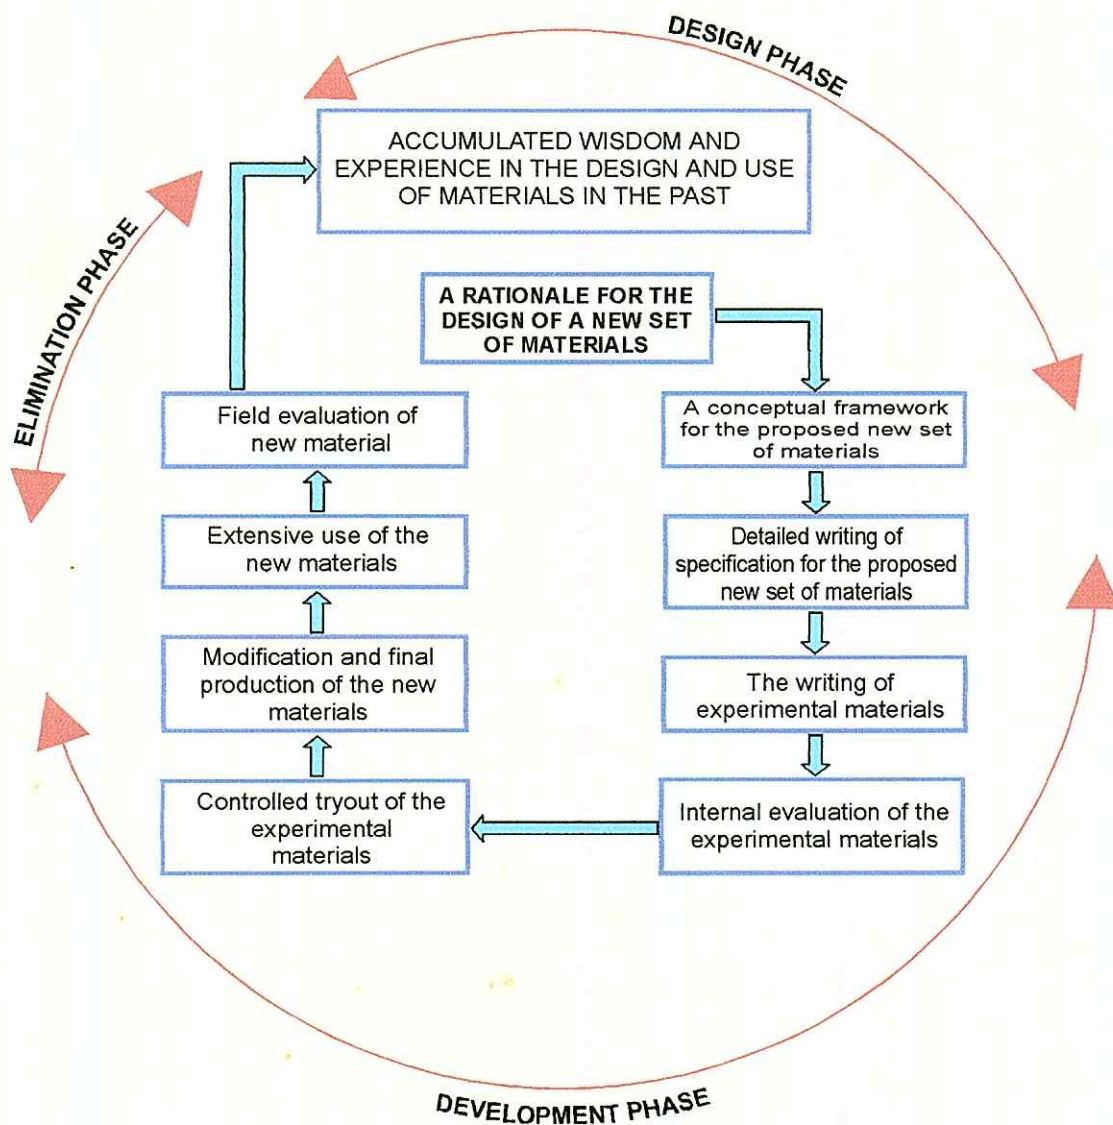 DESIGN PHASE
ACCUMULATED WISDOM AND
EXPERIENCE IN THE DESIGN AND USE
OF MATERIALS IN THE PAST
A RATIONALE FOR THE
DESIGN OF A NEW SET
OF MATERIALS
A conceptual framework
for the proposed new set
of materials
Detailed writing of
specification for the proposed
new set of materials
The writing of
experimental materials
Internal evaluation of the
experimental materials
Controlled tryout of the
experimental
materials
Modification and final
production of the new
materials
Extensive use of the
new materials
Field evaluation of
new material
ELIMINATION PHASE
DEVELOPMENT PHASE